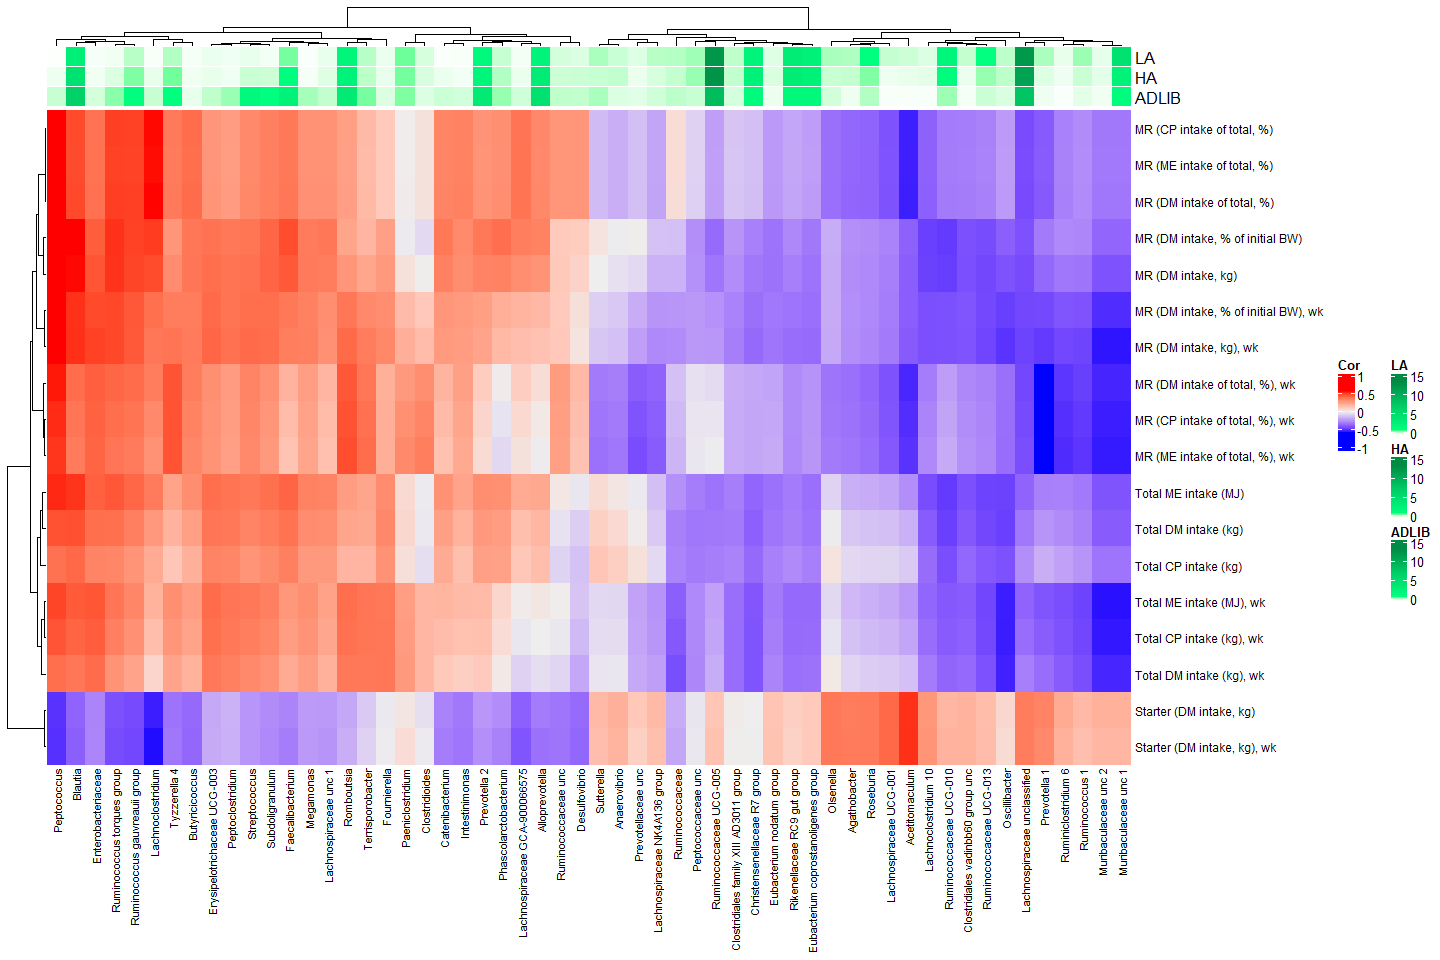 LA
HA
ADLIB
MR (CP intake of total, %)
MR (ME intake of total, %)
MR (DM intake of total, %)
MR (DM intake, % of initial BW)
MR (DM intake, kg)
MR (DM intake, % of initial BW), wk
MR (DM intake, kg), wk
MR (DM intake of total, %), wk
MR (CP intake of total, %), wk
MR (ME intake of total, %), wk
Total ME intake (MJ)
Total DM intake (kg)
Total CP intake (kg)
Total ME intake (MJ), wk
Total CP intake (kg), wk
Total DM intake (kg), wk
Starter (DM intake, kg)
Starter (DM intake, kg), wk
Cor
1
0.5
0
-0.5
-1
LA
15
10
5
0
HA
15
10
5
0
ADLIB
15
10
5
0
Peptococcus
Blautia
Enterobacteriaceae
Ruminococcus torques group
Ruminococcus gauvreauii group
Lachnoclostridium
Tyzzerella 4
Butyricicoccus
Erysipelotrichaceae UCG-003
Peptoclostridium
Streptococcus
Subdoligranulum
Faecalibacterium
Megamonas
Lachnospiraceae unc 1
Romboutsia
Terrisporobacter
Fournierella
Paeniclostridium
Clostridioides
Catenibacterium
Intestinimonas
Prevotella 2
Phascolarctobacterium
Lachnospiraceae GCA-900066575
Alloprevotella
Ruminococcaceae unc
Desulfovibrio
Sutterella
Anaerovibrio
Prevotellaceae unc
Lachnospiraceae NK4A136 group
Ruminococcaceae
Peptococcaceae unc
Ruminococcaceae UCG-005
Clostridiales family XIII AD3011 group
Christensenellaceae R7 group
Eubacterium nodatum group
Rikenellaceae RC9 gut group
Eubacterium coprostanoligenes group
Olsenella
Agathobacter
Roseburia
Lachnospiraceae UCG-001
Acetitomaculum
Lachnoclostridium 10
Ruminococcaceae UCG-010
Clostridiales vadinbb60 group unc
Ruminococcaceae UCG-013
Oscillibacter
Lachnospiraceae unclassified
Prevotella 1
Rumiclostridium 6
Ruminococcus 1
Muribaculaceae unc 2
Muribaculaceae unc 1